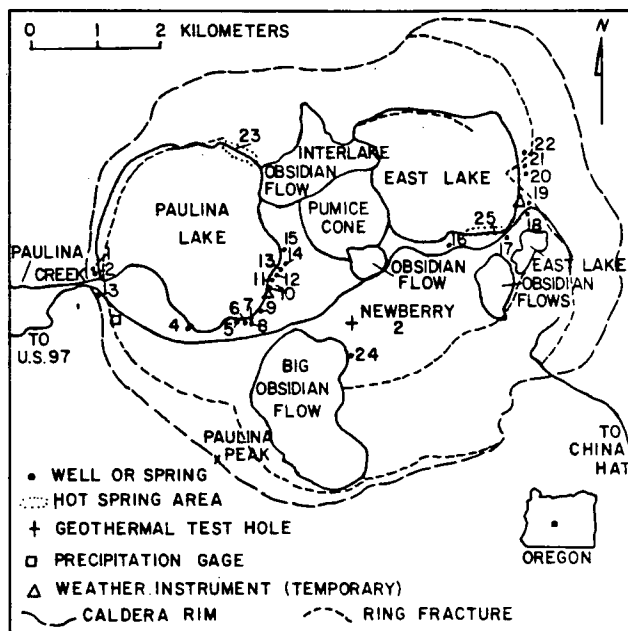 0 1 2 KILOMETERS
N
23
INTERLAKE
OBSIDIAN
FLOW
EAST LAKE
22
21
20
19
18
PAULINA
LAKE
PUMICE
CONE
25
16
17
15
14
13
12
11
10
PAULINA
CREEK
1
2
3
OBSIDIAN
FLOW
EAST LAKE
OBSIDIAN
FLOWS
4
5
6
7
8
9
NEWBERRY
2
TO
U.S. 97
24
BIG
OBSIDIAN
FLOW
PAULINA
PEAK
TO
CHINA
HAT
WELL OR SPRING
HOT SPRING AREA
GEOTHERMAL TEST HOLE
PRECIPITATION GAGE
OREGON
WEATHER INSTRUMENT (TEMPORARY)
CALDERA RIM
RING FRACTURE